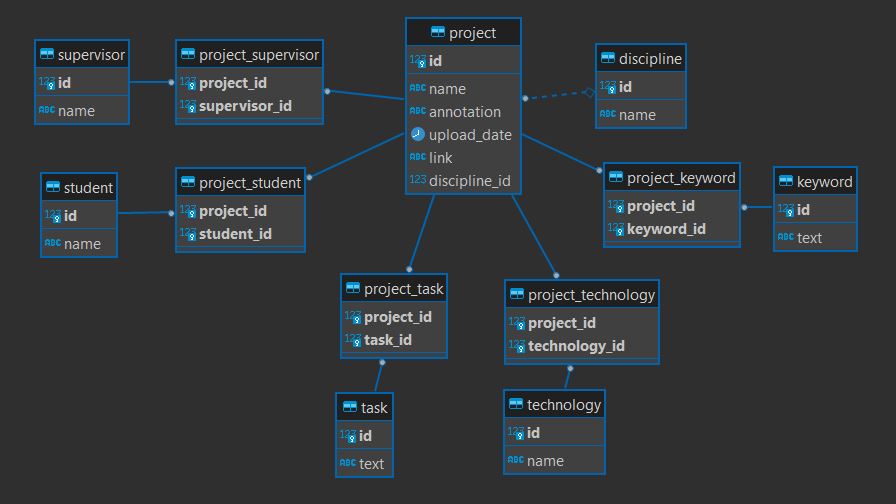 project
123 id
ABC name
ABC annotation
upload_date
ABC link
123 discipline_id
supervisor
123 id
ABC name
project_supervisor
123 project_id
123 supervisor_id
discipline
123 id
ABC name
student
123 id
ABC name
project_student
123 project_id
123 student_id
project_keyword
123 project_id
123 keyword_id
keyword
123 id
ABC text
project_task
123 project_id
123 task_id
project_technology
123 project_id
123 technology_id
task
123 id
ABC text
technology
123 id
ABC name